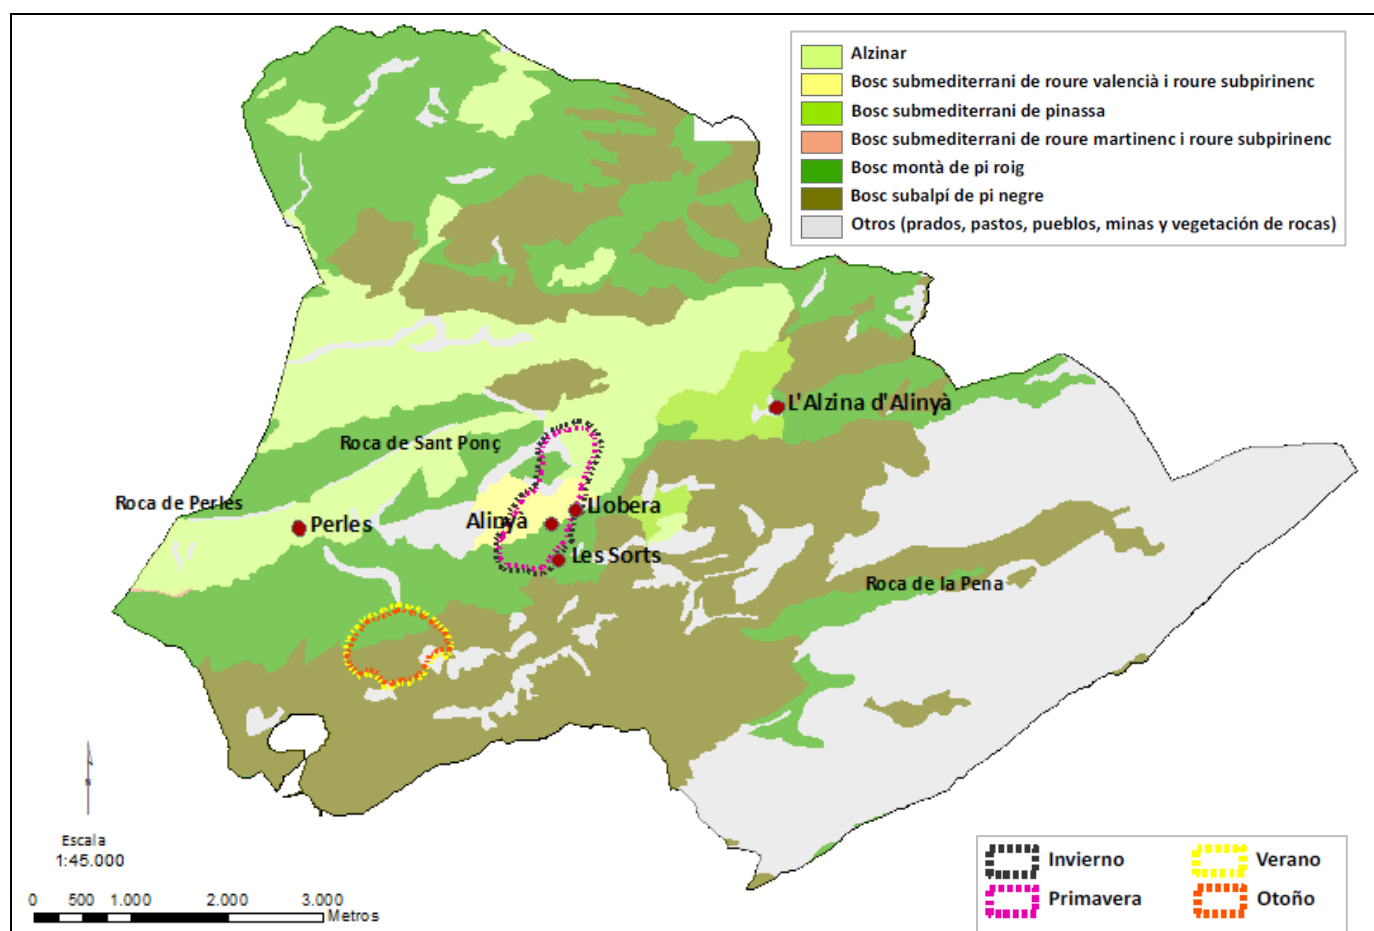 Alzinar
Bosc submediterrani de roure valencià i roure subpirinenc
Bosc submediterrani de pinassa
Bosc submediterrani de roure martinenc i roure subpirinenc
Bosc montà de pi roig
Bosc subalpí de pi negre
Otros (prados, pastos, pueblos, minas y vegetación de rocas)
L'Alzina d'Alinyà
Roca de Sant Ponç
Roca de Perles
Perles
Alinyà
Llobera
Les Sorts
Roca de la Pena
Escala
1:45.000
0 500 1.000 2.000 3.000
Metros
Invierno
Verano
Primavera
Otoño